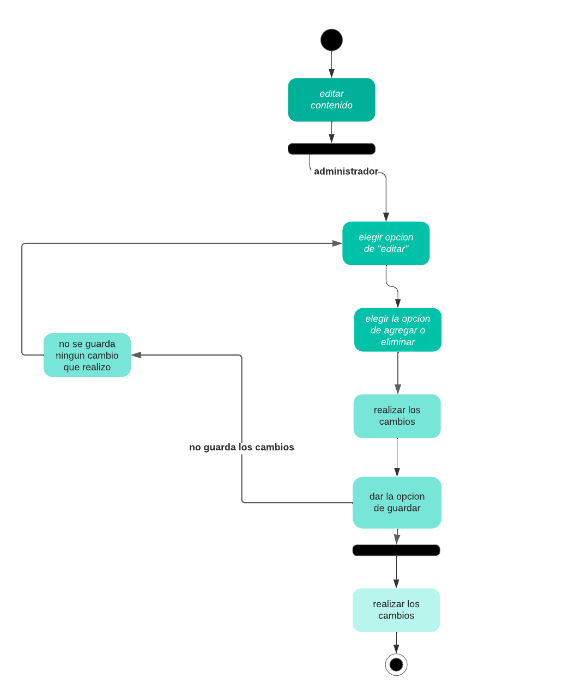 editar
contenido
administrador
elegir opcion
de "editar"
elegir la opcion
de agregar o
eliminar
no se guarda
ningun cambio
que realizo
realizar los
cambios
no guarda los cambios
dar la opcion
de guardar
realizar los
cambios